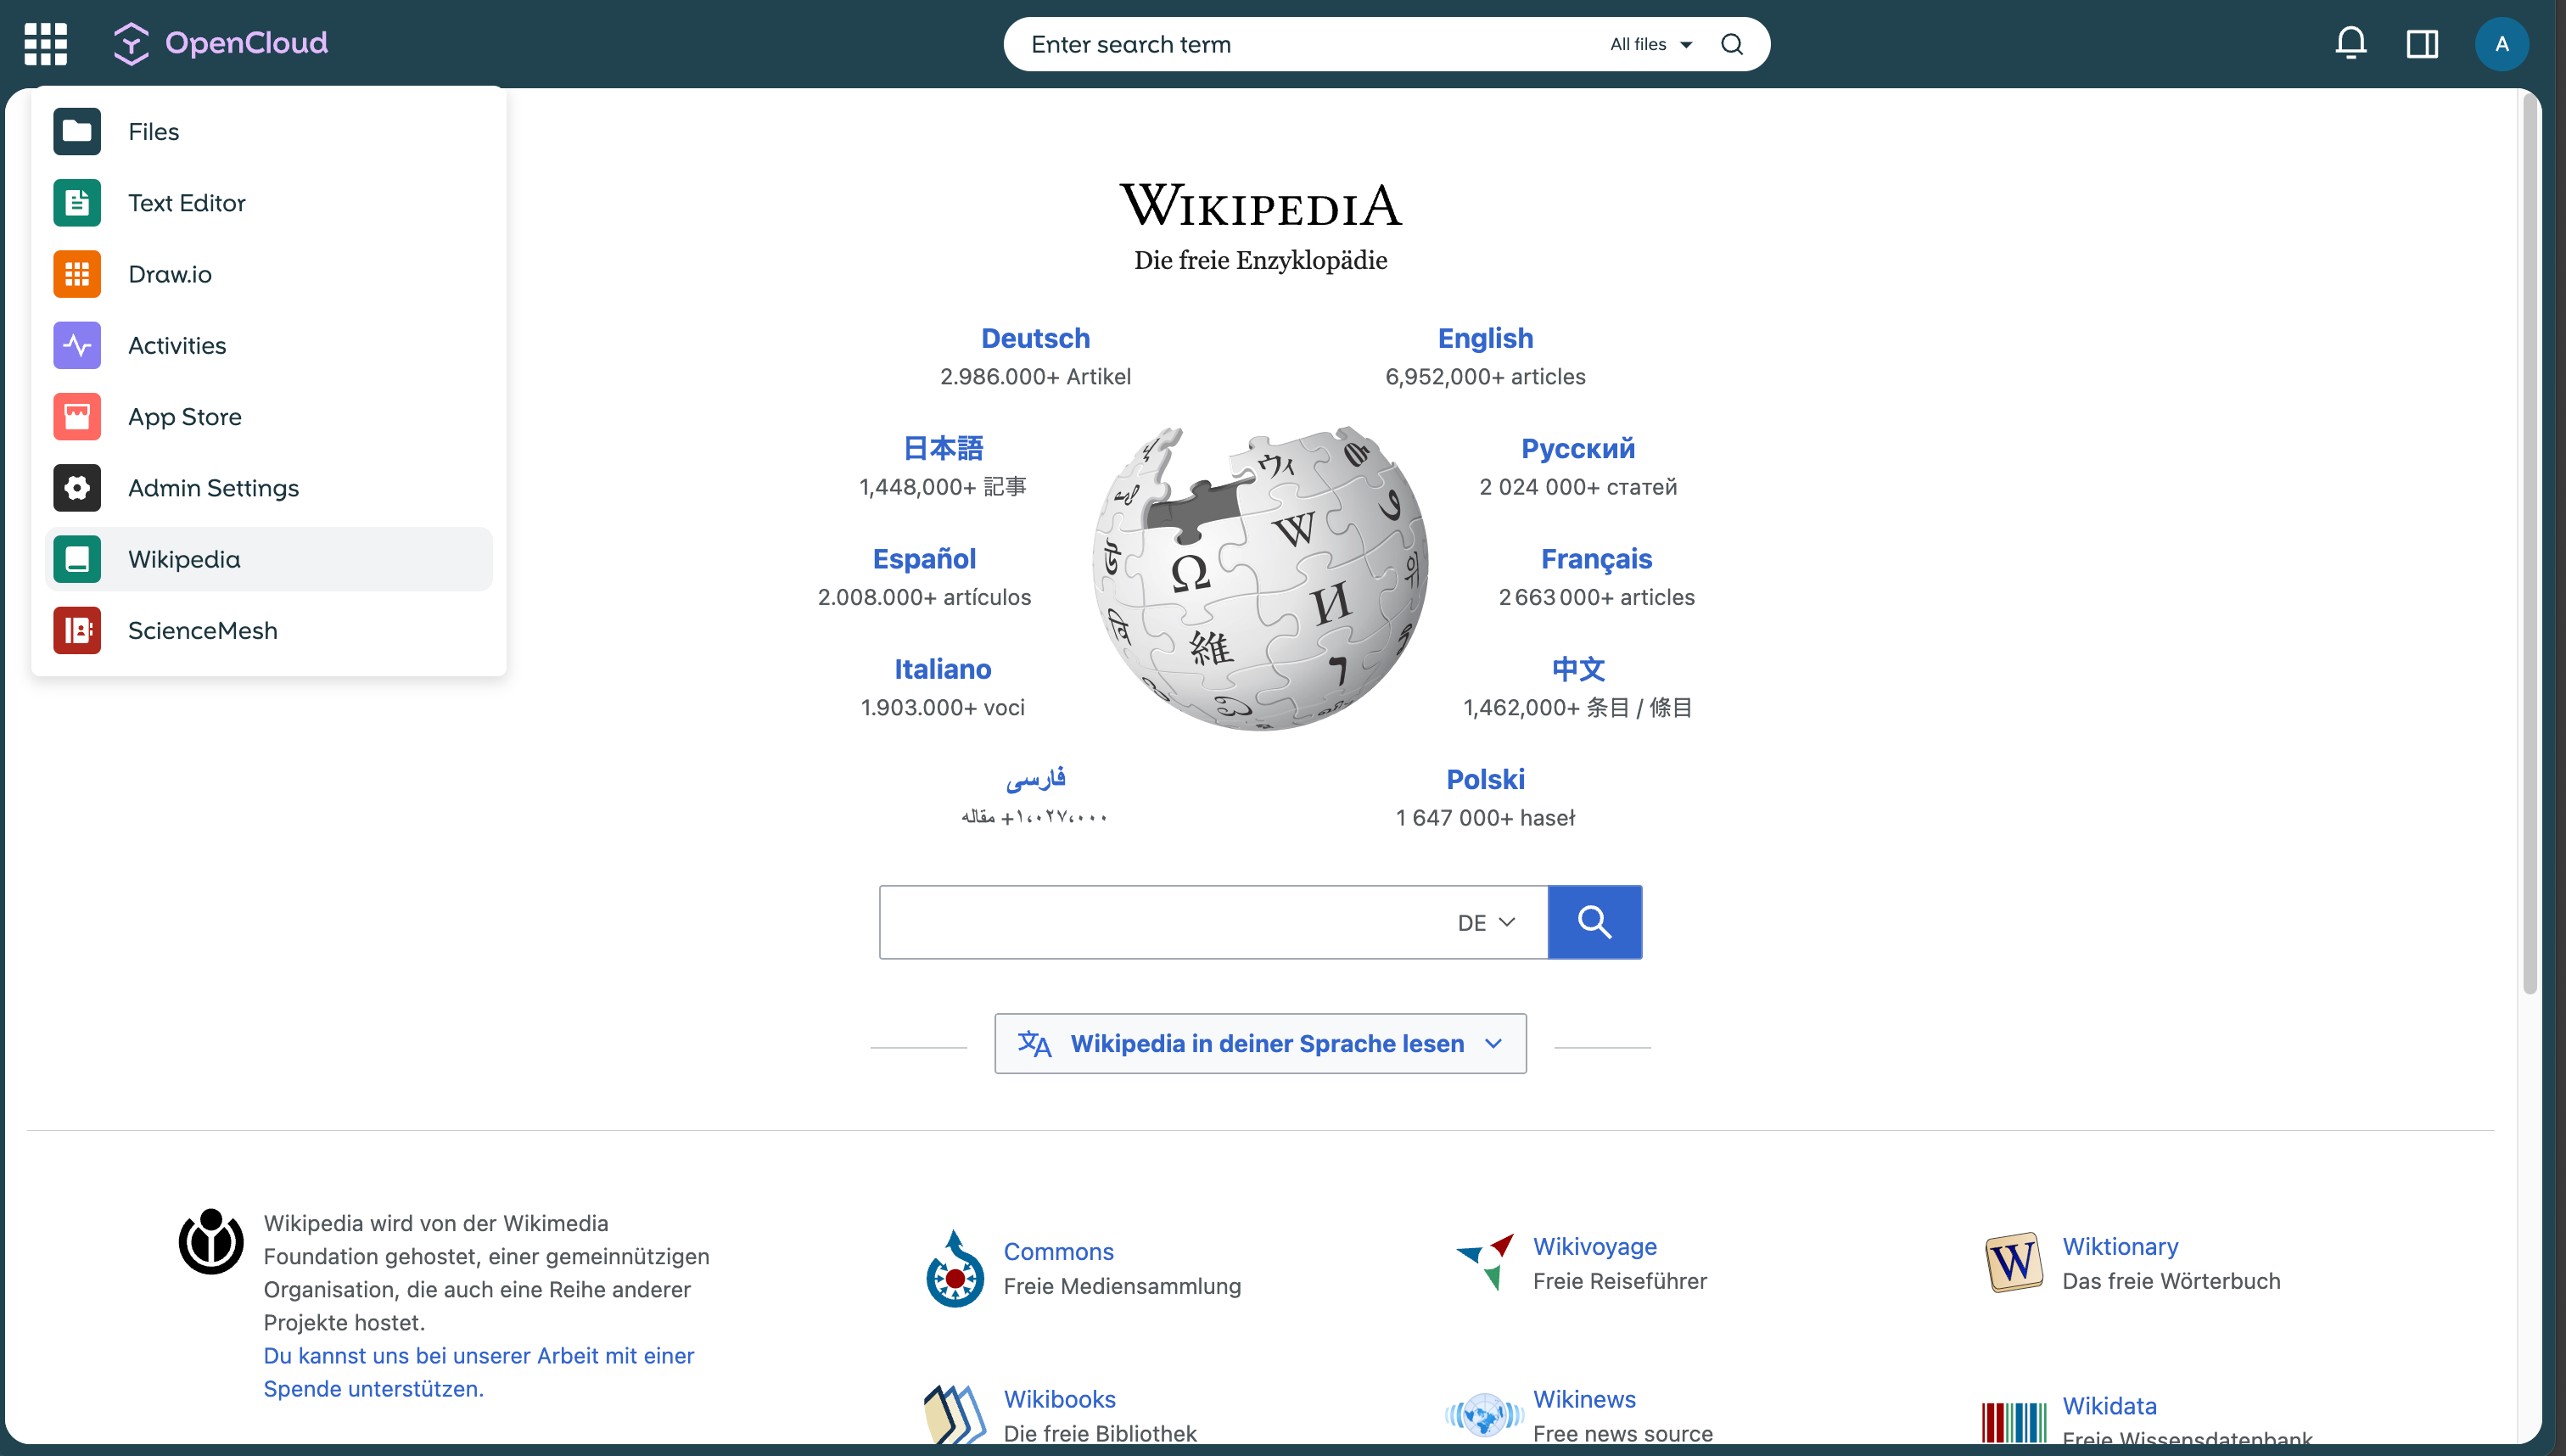 OpenCloud
Enter search term
All files
A
Files
Text Editor
Draw.io
Activities
App Store
Admin Settings
Wikipedia
ScienceMesh
WIKIPEDIA
Die freie Enzyklopädie
Deutsch
2.986.000+ Artikel
English
6,952,000+ articles
日本語
1,448,000+ 記事
Русский
2 024 000+ статей
Español
2.008.000+ artículos
Français
2 663 000+ articles
Italiano
1.903.000+ voci
中文
1,462,000+ 条目 / 條目
فارسی
۱،۰۲۷،۰۰۰+ مقاله
Polski
1 647 000+ haseł
Ω
W
И
維
ウィ
7
DE
Wikipedia in deiner Sprache lesen
Wikipedia wird von der Wikimedia
Foundation gehostet, einer gemeinnützigen
Organisation, die auch eine Reihe anderer
Projekte hostet.
Du kannst uns bei unserer Arbeit mit einer
Spende unterstützen.
Commons
Freie Mediensammlung
Wikivoyage
Freie Reiseführer
W
Wiktionary
Das freie Wörterbuch
Wikibooks
Die freie Bibliothek
Wikinews
Free news source
Wikidata
Freie Wissensdatenbank